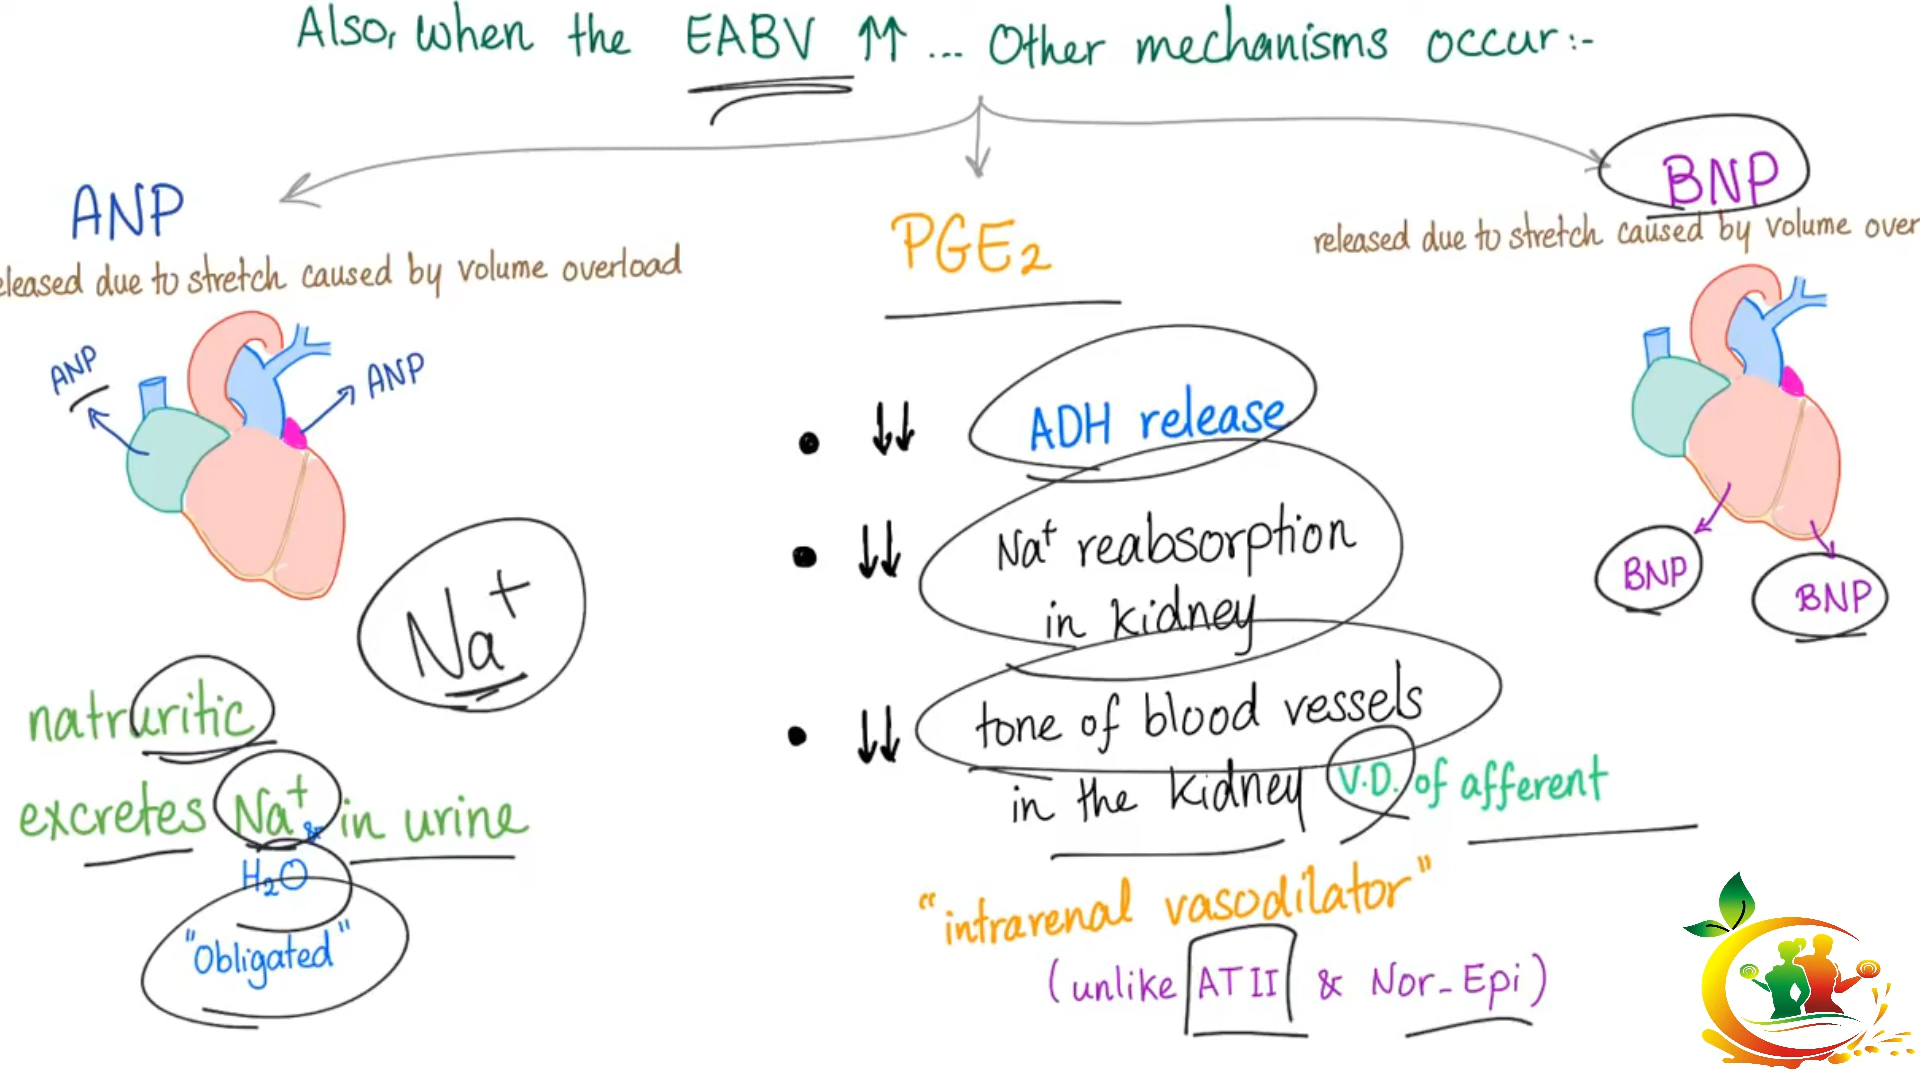 Also, when the EABV ↑↑ ... Other mechanisms occur:-
ANP
eleased due to stretch caused by volume overload
ANP
ANP
Na+
natruritic
excretes Na+ & in urine
H2O
"Obligated"
PGE2
• ↓↓ ADH release
• ↓↓ Na+ reabsorption
in kidney
• ↓↓ tone of blood vessels
in the kidney V.D. of afferent
"intrarenal vasodilator"
(unlike ATII & Nor-Epi)
BNP
released due to stretch caused by volume over
BNP
BNP